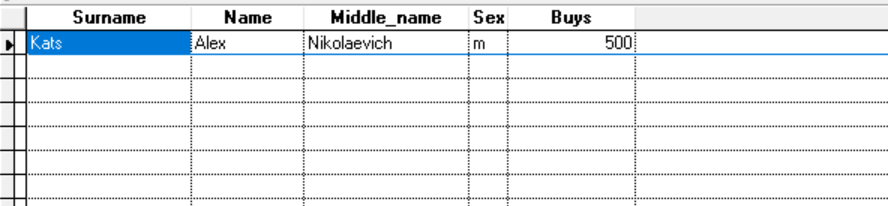 Surname Name Middle_name Sex Buys
Kats Alex Nikolaevich m 500